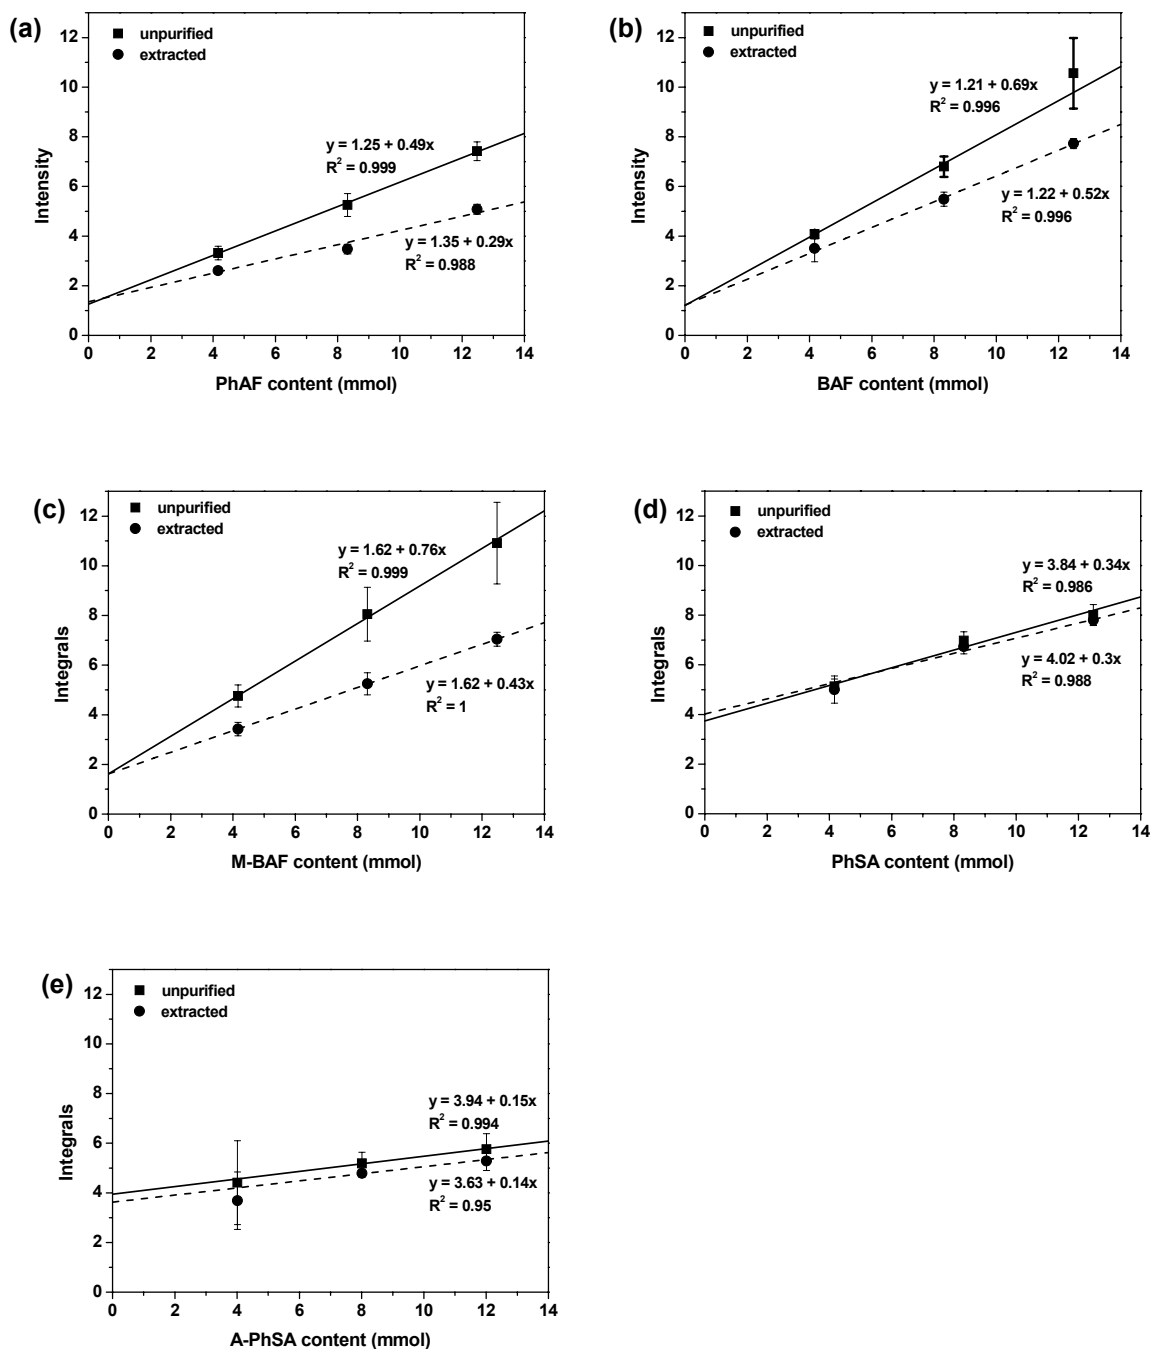 (a)
unpurified
extracted
y = 1.25 + 0.49x
R² = 0.999
y = 1.35 + 0.29x
R² = 0.988
Intensity
12
10
8
6
4
2
0
0 2 4 6 8 10 12 14
PhAF content (mmol)
(b)
unpurified
extracted
y = 1.21 + 0.69x
R² = 0.996
y = 1.22 + 0.52x
R² = 0.996
Intensity
12
10
8
6
4
2
0
0 2 4 6 8 10 12 14
BAF content (mmol)
(c)
unpurified
extracted
y = 1.62 + 0.76x
R² = 0.999
y = 1.62 + 0.43x
R² = 1
Integrals
12
10
8
6
4
2
0
0 2 4 6 8 10 12 14
M-BAF content (mmol)
(d)
unpurified
extracted
y = 3.84 + 0.34x
R² = 0.986
y = 4.02 + 0.3x
R² = 0.988
Integrals
12
10
8
6
4
2
0
0 2 4 6 8 10 12 14
PhSA content (mmol)
(e)
unpurified
extracted
y = 3.94 + 0.15x
R² = 0.994
y = 3.63 + 0.14x
R² = 0.95
Integrals
12
10
8
6
4
2
0
0 2 4 6 8 10 12 14
A-PhSA content (mmol)